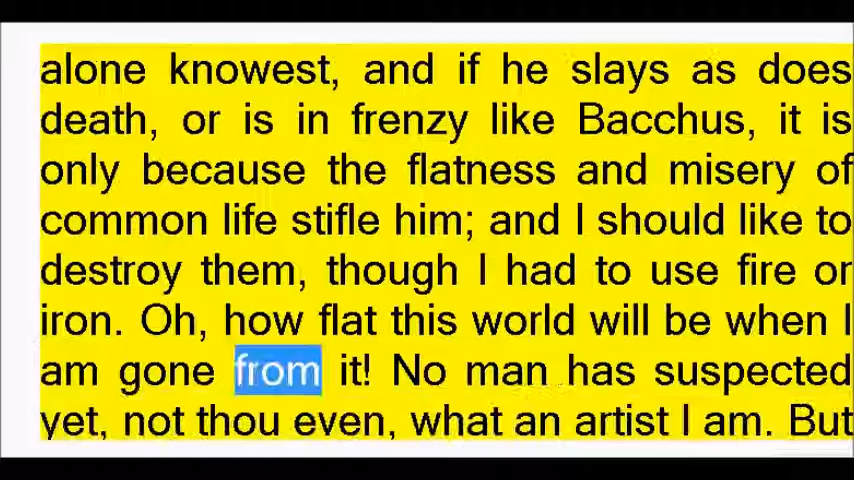 alone knowest, and if he slays as does
death, or is in frenzy like Bacchus, it is
only because the flatness and misery of
common life stifle him; and I should like to
destroy them, though I had to use fire or
iron. Oh, how flat this world will be when I
am gone from it! No man has suspected
yet, not thou even, what an artist I am. But